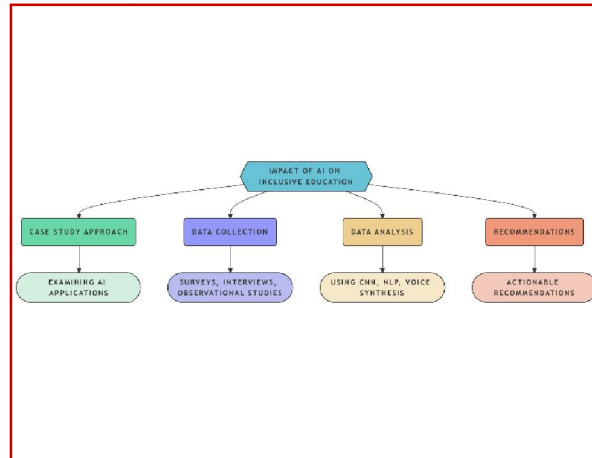 IMPACT OF AI ON
INCLUSIVE EDUCATION
CASE STUDY APPROACH
DATA COLLECTION
DATA ANALYSIS
RECOMMENDATIONS
EXAMINING AI
APPLICATIONS
SURVEYS, INTERVIEWS,
OBSERVATIONAL STUDIES
USING CNN, NLP, VOICE
SYNTHESIS
ACTIONABLE
RECOMMENDATIONS